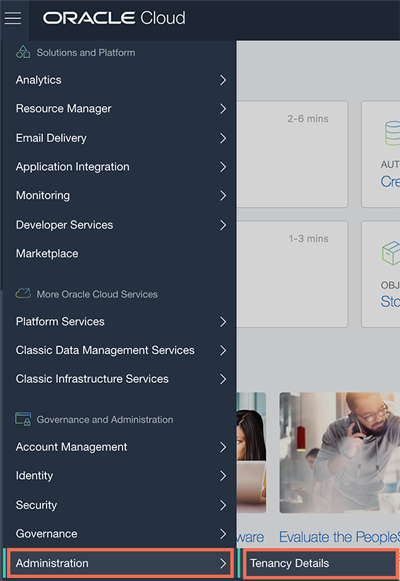 ORACLE Cloud
Solutions and Platform
Analytics
Resource Manager
Email Delivery
Application Integration
Monitoring
Developer Services
Marketplace
More Oracle Cloud Services
Platform Services
Classic Data Management Services
Classic Infrastructure Services
Governance and Administration
Account Management
Identity
Security
Governance
Administration
Tenancy Details
2-6 mins
AUT
Cre
1-3 mins
OBJ
Sto
ware
Evaluate the PeopleS